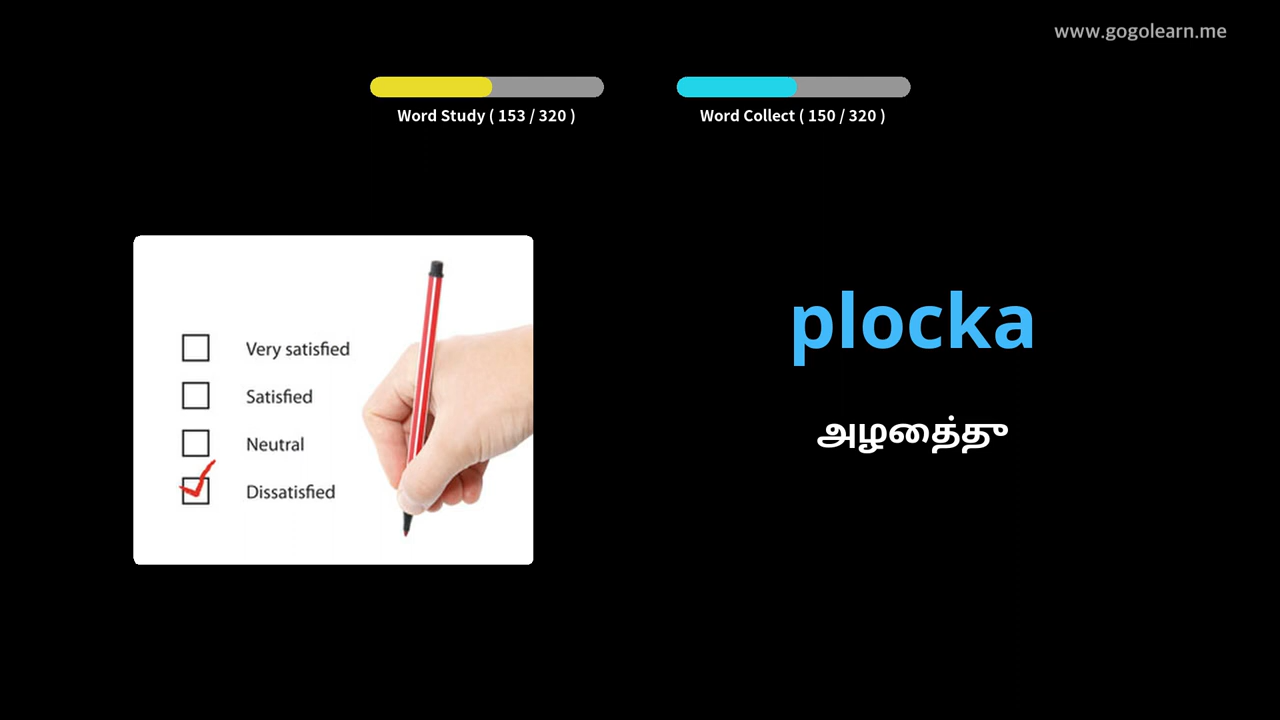 www.gogolearn.me
Word Study ( 153 / 320 )
Word Collect ( 150 / 320 )
Very satisfied
Satisfied
Neutral
Dissatisfied
plocka
அழைத்து